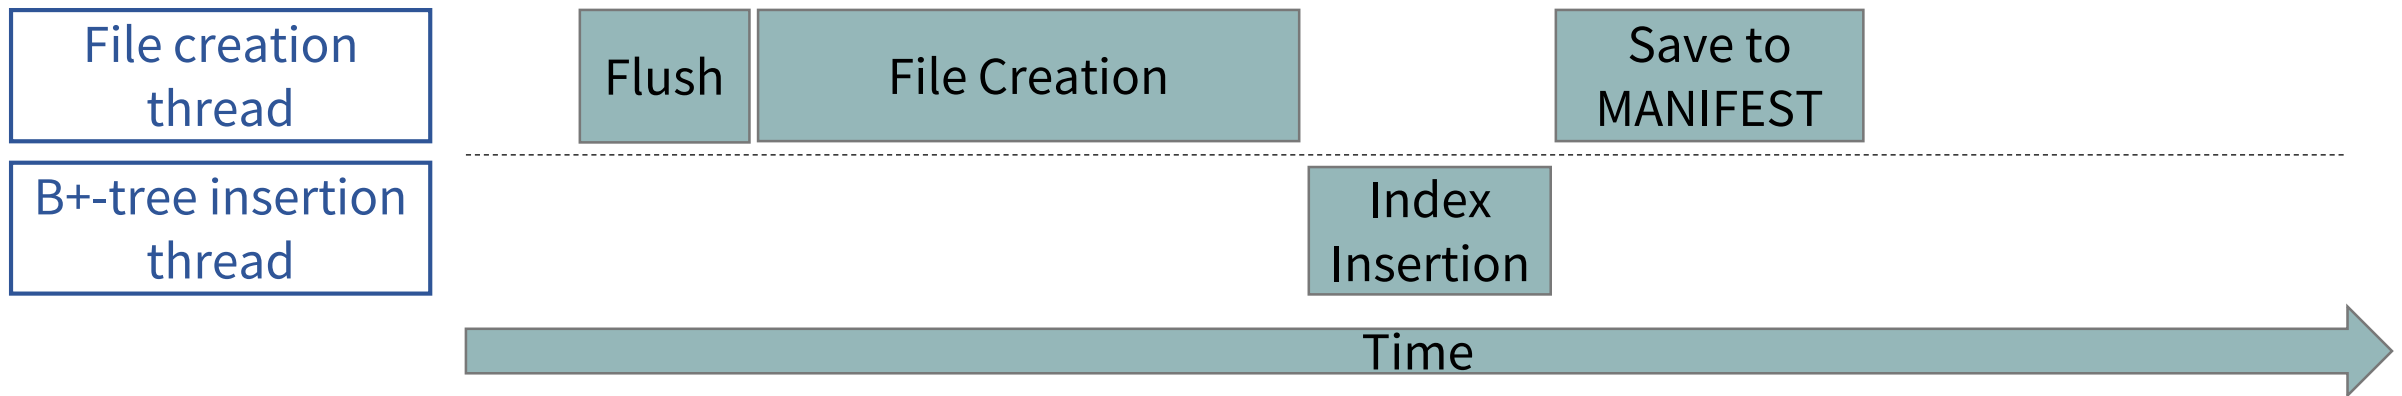 File creation
thread
Flush
File Creation
Save to
MANIFEST
B+-tree insertion
thread
Index
Insertion
Time